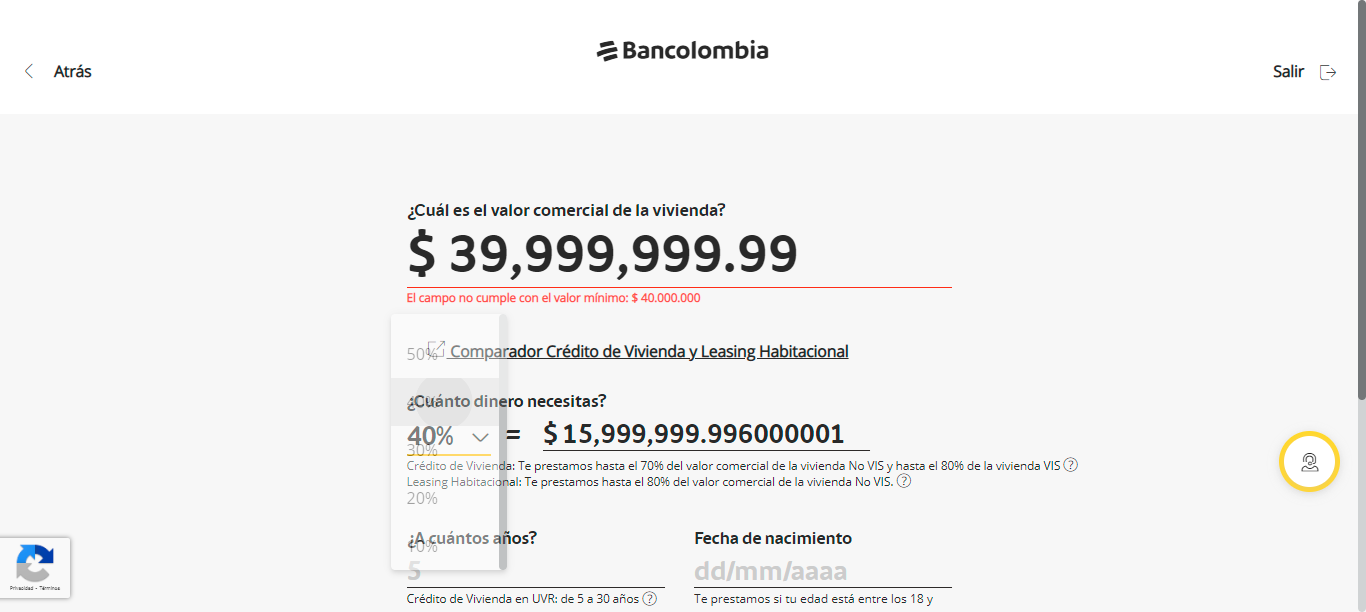 Bancolombia
Atrás
Salir
¿Cuál es el valor comercial de la vivienda?
$ 39,999,999.99
El campo no cumple con el valor mínimo: $ 40.000.000
50%
Comparador Crédito de Vivienda y Leasing Habitacional
¿Cuánto dinero necesitas?
40% = $ 15,999,999.996000001
30%
Crédito de Vivienda: Te prestamos hasta el 70% del valor comercial de la vivienda No VIS y hasta el 80% de la vivienda VIS ?
Leasing Habitacional: Te prestamos hasta el 80% del valor comercial de la vivienda No VIS. ?
20%
¿A cuántos años?
10%
5
Crédito de Vivienda en UVR: de 5 a 30 años ?
Fecha de nacimiento
dd/mm/aaaa
Te prestamos si tu edad está entre los 18 y
Privacidad - Términos